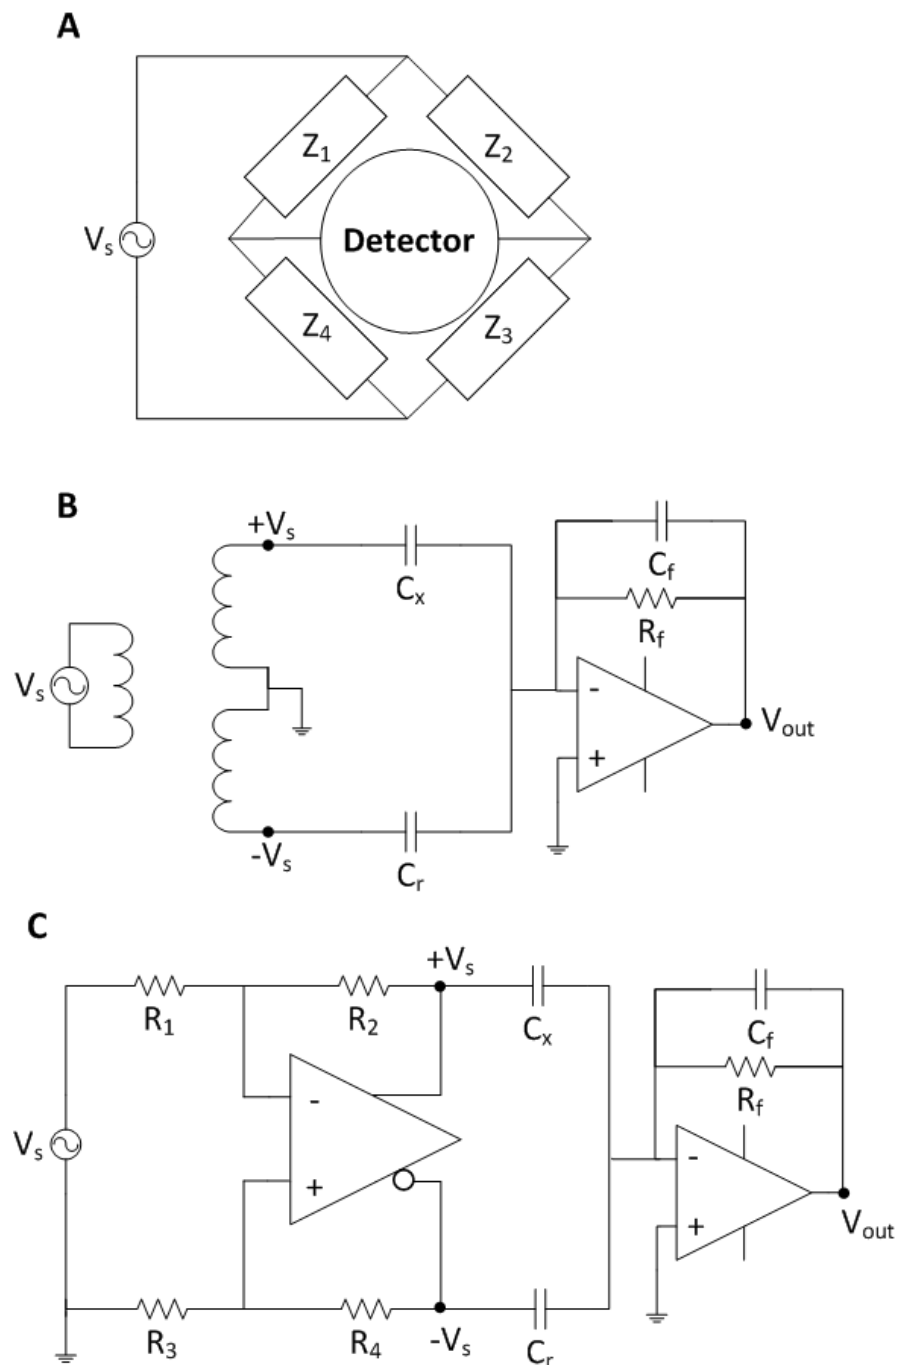 A
Z1
Z2
Vs
Detector
Z4
Z3
B
+Vs
Cf
Cx
Rf
Vs
-
Vout
+
-Vs
Cr
C
+Vs
R1
R2
Cx
Cf
Rf
-
Vs
-
+
Vout
+
R3
R4
-Vs
Cr